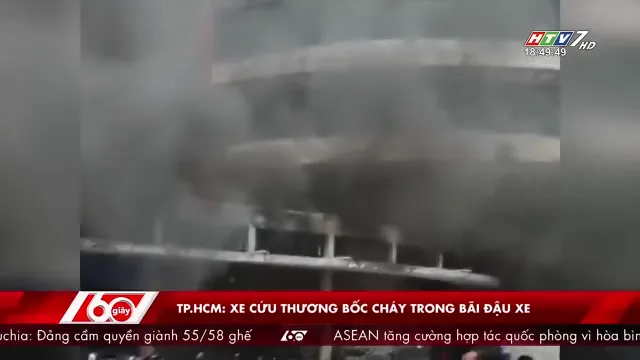 HTV7 HD
18:49:49
60 giây
TP.HCM: XE CỨU THƯƠNG BỐC CHÁY TRONG BÃI ĐẬU XE
uchia: Đảng cầm quyền giành 55/58 ghế 60 ASEAN tăng cường hợp tác quốc phòng vì hòa bìn